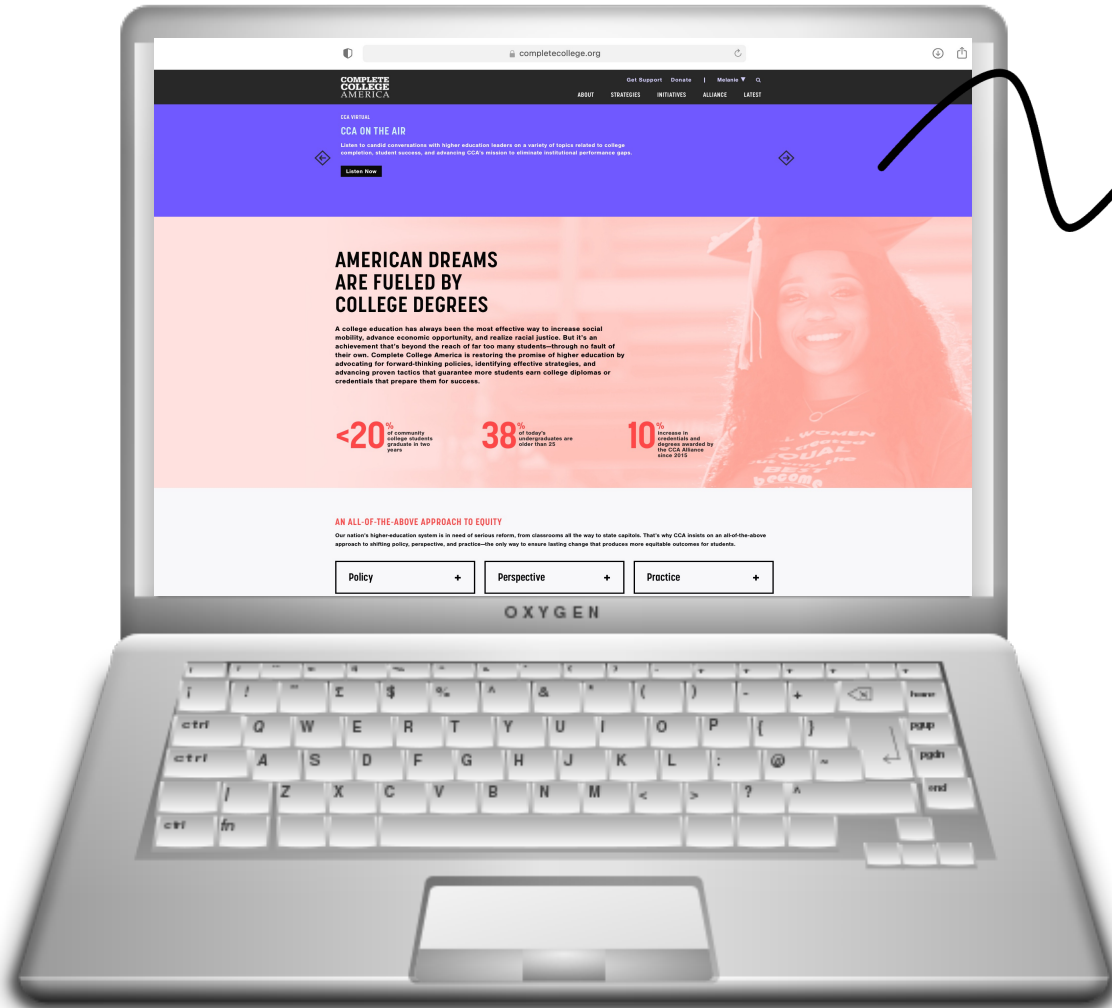 completecollege.org
COMPLETE
COLLEGE
AMERICA
Get Support Donate | Melanie
ABOUT STRATEGIES INITIATIVES ALLIANCE LATEST
CCA VIRTUAL
CCA ON THE AIR
Listen to candid conversations with higher education leaders on a variety of topics related to college
completion, student success, and advancing CCA's mission to eliminate institutional performance gaps.
Listen Now
AMERICAN DREAMS
ARE FUELED BY
COLLEGE DEGREES
A college education has always been the most effective way to increase social
mobility, advance economic opportunity, and realize racial justice. But it's an
achievement that's beyond the reach of far too many students—through no fault of
their own. Complete College America is restoring the promise of higher education by
advocating for forward-thinking policies, identifying effective strategies, and
advancing proven tactics that guarantee more students earn college diplomas or
credentials that prepare them for success.
<20%
of community
college students
graduate in two
years
38%
of today's
undergraduates are
older than 25
10%
increase in
credentials and
degrees awarded by
the CCA Alliance
since 2015
WOMEN
created
EQUAL
but only the
BEST
become
AN ALL-OF-THE-ABOVE APPROACH TO EQUITY
Our nation's higher-education system is in need of serious reform, from classrooms all the way to state capitols. That's why CCA insists on an all-of-the-above
approach to shifting policy, perspective, and practice—the only way to ensure lasting change that produces more equitable outcomes for students.
Policy + Perspective + Practice +
OXYGEN
¡ ! " £ $ % ^ & * ( ) - + home
ctrl Q W E R T Y U I O P { } pgup
ctrl A S D F G H J K L : @ ~ pgdn
/ Z X C V B N M < > ? ^ end
ctrl fn